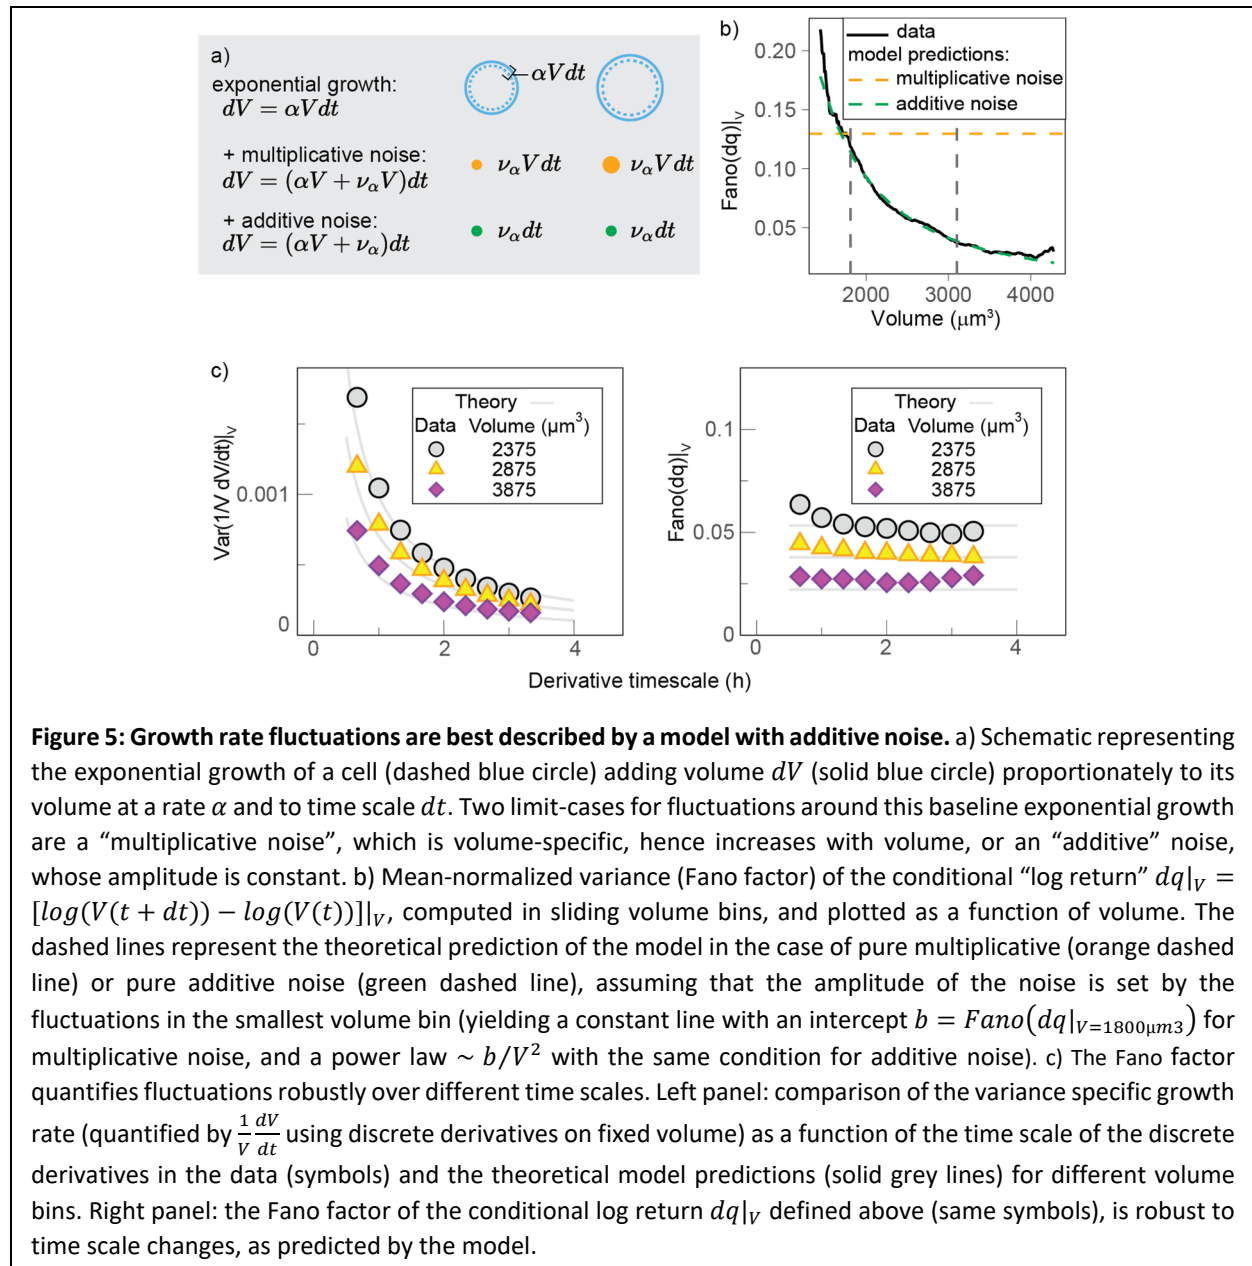 a)
exponential growth:
dV = αVdt
αVdt
+ multiplicative noise:
dV = (αV + ν_αV)dt
ν_αVdt
ν_αVdt
+ additive noise:
dV = (αV + ν_α)dt
ν_αdt
ν_αdt
b)
Fano(dq)|_V
0.20
0.15
0.10
0.05
data
model predictions:
multiplicative noise
additive noise
2000
3000
4000
Volume (μm³)
c)
Var(1/V dV/dt)|_V
0.001
0
Theory
Data Volume (μm³)
2375
2875
3875
0
2
4
Fano(dq)|_V
0.1
0.05
0
Theory
Data Volume (μm³)
2375
2875
3875
0
2
4
Derivative timescale (h)
Figure 5: Growth rate fluctuations are best described by a model with additive noise. a) Schematic representing
the exponential growth of a cell (dashed blue circle) adding volume dV (solid blue circle) proportionately to its
volume at a rate α and to time scale dt. Two limit-cases for fluctuations around this baseline exponential growth
are a “multiplicative noise”, which is volume-specific, hence increases with volume, or an “additive” noise,
whose amplitude is constant. b) Mean-normalized variance (Fano factor) of the conditional “log return” dq|_V =
[log(V(t + dt)) − log(V(t))]|_V, computed in sliding volume bins, and plotted as a function of volume. The
dashed lines represent the theoretical prediction of the model in the case of pure multiplicative (orange dashed
line) or pure additive noise (green dashed line), assuming that the amplitude of the noise is set by the
fluctuations in the smallest volume bin (yielding a constant line with an intercept b = Fano(dq|_{V=1800μm3}) for
multiplicative noise, and a power law ~ b/V² with the same condition for additive noise). c) The Fano factor
quantifies fluctuations robustly over different time scales. Left panel: comparison of the variance specific growth
rate (quantified by 1/V dV/dt using discrete derivatives on fixed volume) as a function of the time scale of the discrete
derivatives in the data (symbols) and the theoretical model predictions (solid grey lines) for different volume
bins. Right panel: the Fano factor of the conditional log return dq|_V defined above (same symbols), is robust to
time scale changes, as predicted by the model.